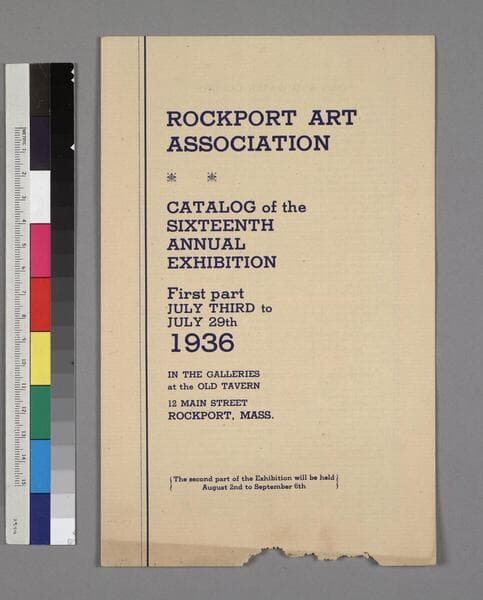 ROCKPORT ART
ASSOCIATION
CATALOG of the
SIXTEENTH
ANNUAL
EXHIBITION
First part
JULY THIRD to
JULY 29th
1936
IN THE GALLERIES
at the OLD TAVERN
12 MAIN STREET
ROCKPORT, MASS.
{The second part of the Exhibition will be held}
{August 2nd to September 6th}